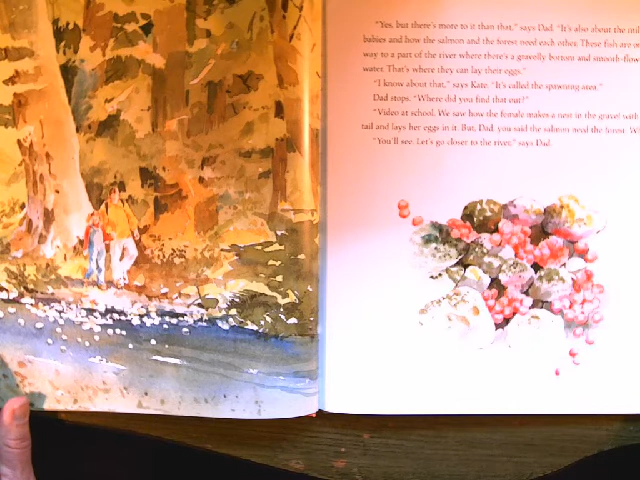 "Yes, but there's more to it than that," says Dad. "It's also about the
babies and how the salmon and the forest need each other. These fish are
way to a part of the river where there's a gravelly bottom and smooth-flow
water. That's where they can lay their eggs."
"I know about that," says Kate. "It's called the spawning area."
Dad stops. "Where did you find that out?"
"Video at school. We saw how the female makes a nest in the gravel with
tail and lays her eggs in it. But, Dad, you said the salmon need the forest.
"You'll see. Let's go closer to the river," says Dad.